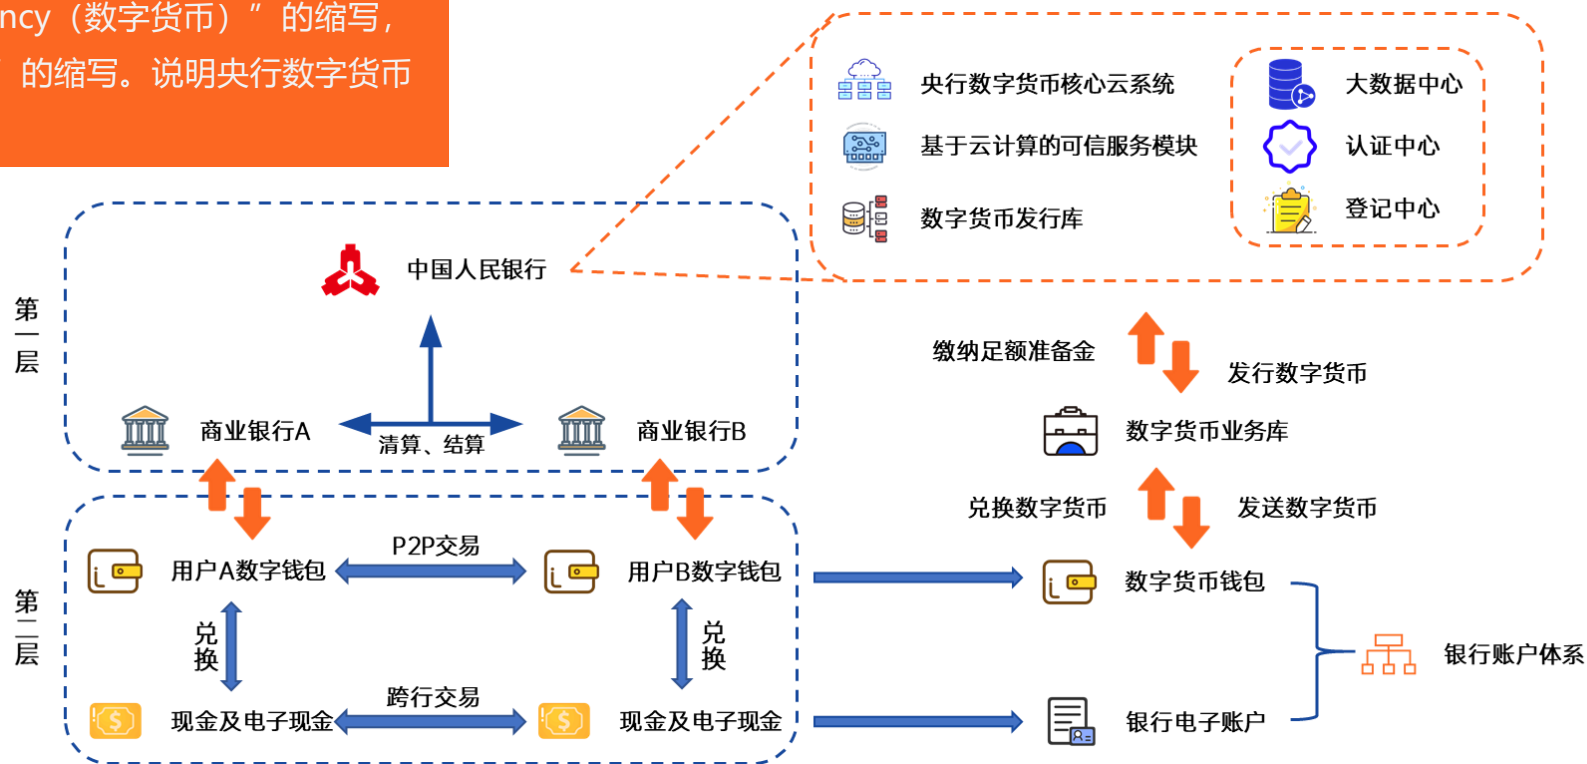 ncy（数字货币）”的缩写，
”的缩写。说明央行数字货币
央行数字货币核心云系统
大数据中心
基于云计算的可信服务模块
认证中心
数字货币发行库
登记中心
第一层
中国人民银行
商业银行A
清算、结算
商业银行B
缴纳足额准备金
发行数字货币
数字货币业务库
兑换数字货币
发送数字货币
第二层
用户A数字钱包
P2P交易
用户B数字钱包
数字货币钱包
兑换
兑换
银行账户体系
现金及电子现金
跨行交易
现金及电子现金
银行电子账户